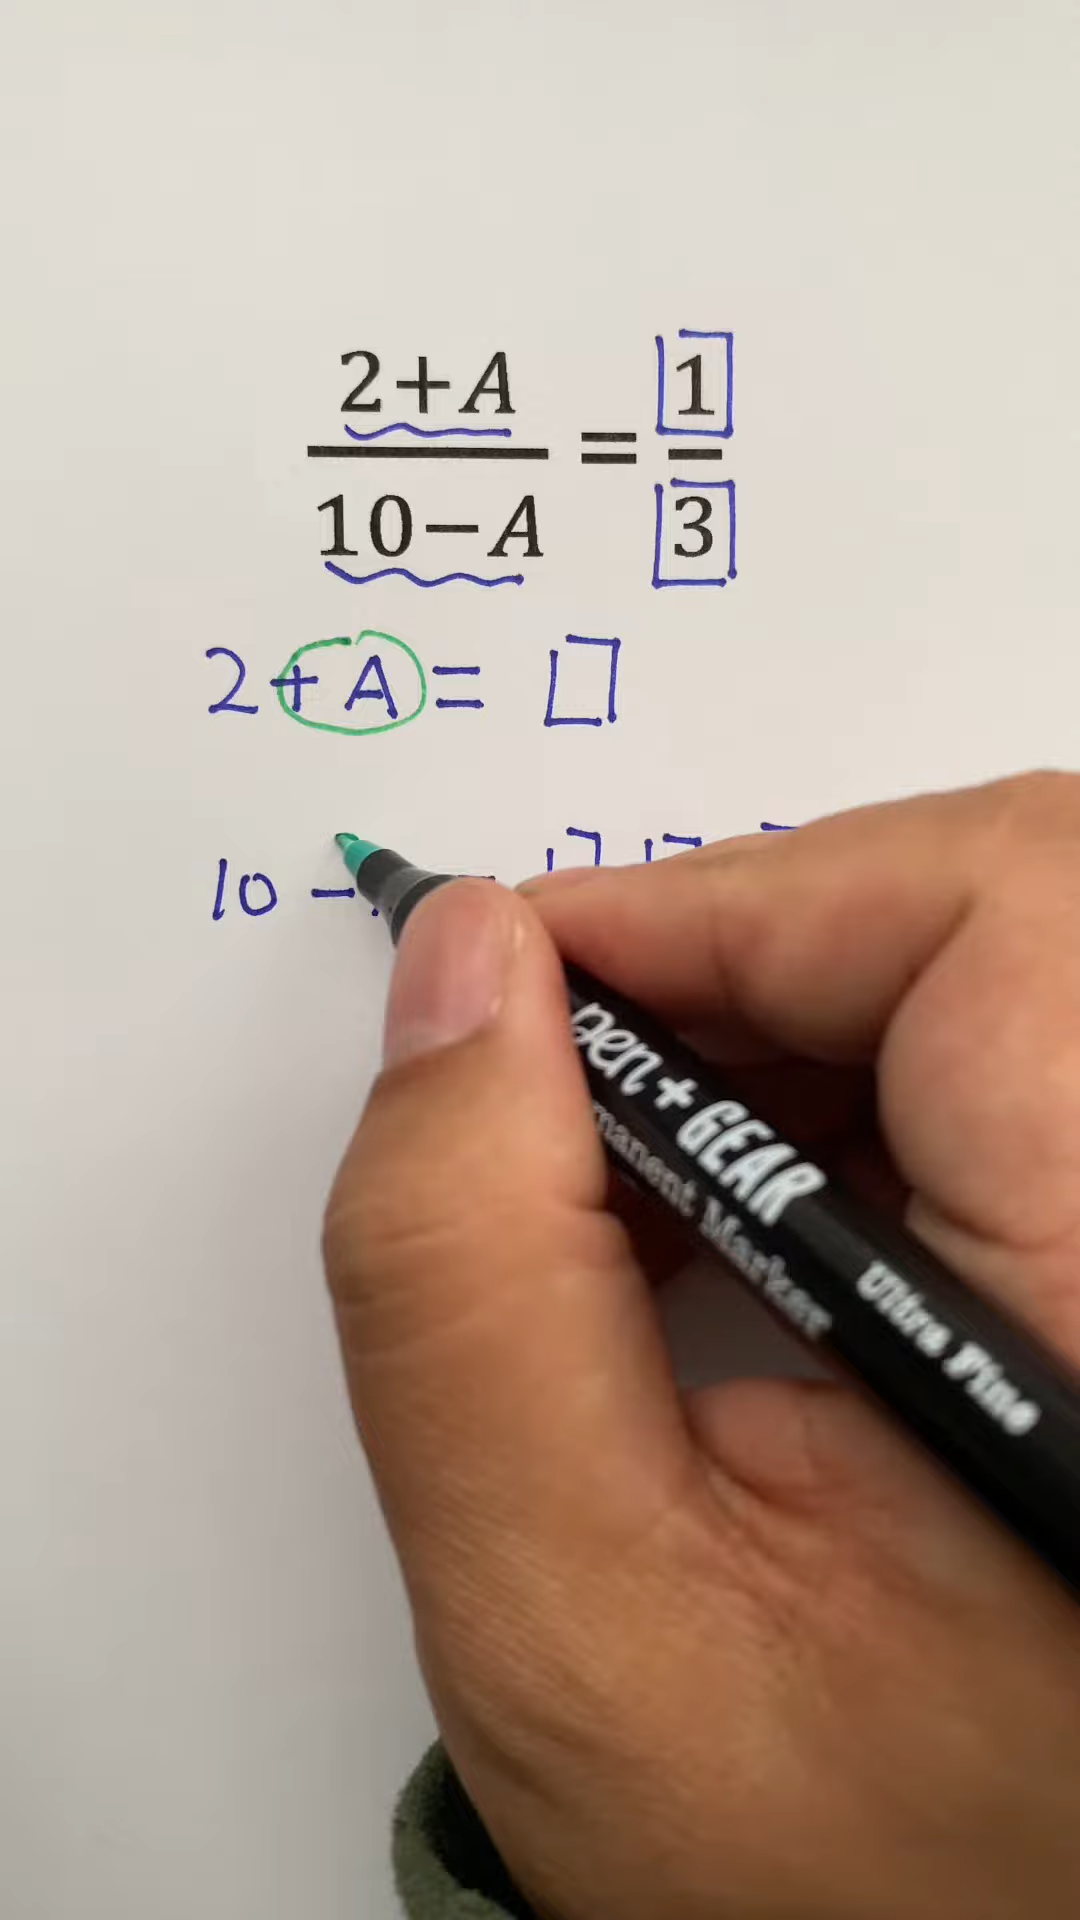 2+A
10−A
=
1
3
2 + A = □
10 −
pen + GEAR
manent Marker
Ultra Fine